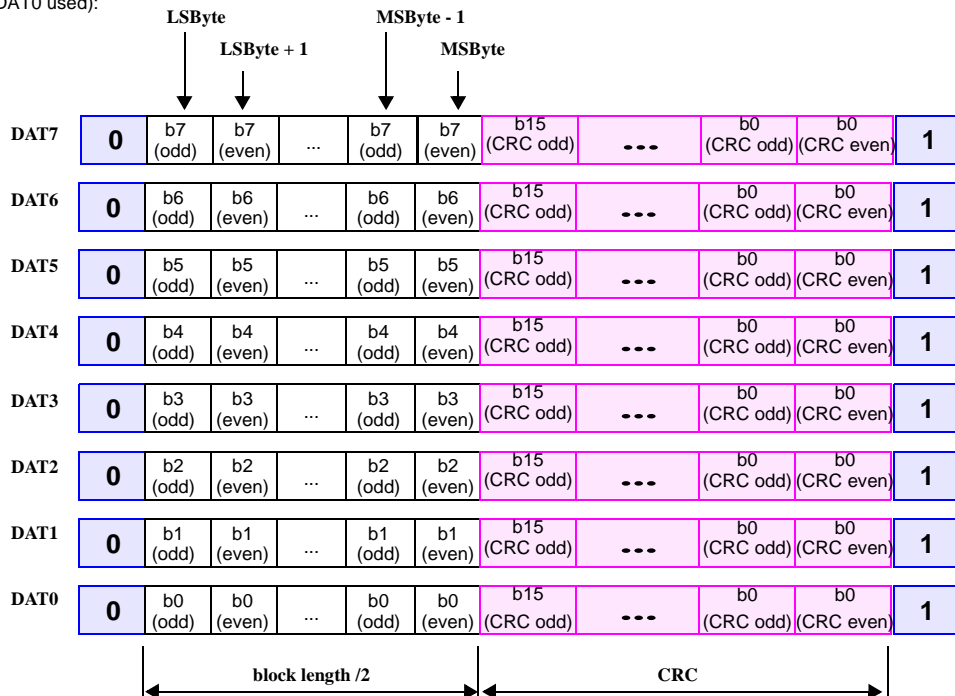 DAT0 used):
LSByte MSByte - 1
LSByte + 1 MSByte
DAT7 0 b7 (odd) b7 (even) ... b7 (odd) b7 (even) b15 (CRC odd) ••• b0 (CRC odd) b0 (CRC even) 1
DAT6 0 b6 (odd) b6 (even) ... b6 (odd) b6 (even) b15 (CRC odd) ••• b0 (CRC odd) b0 (CRC even) 1
DAT5 0 b5 (odd) b5 (even) ... b5 (odd) b5 (even) b15 (CRC odd) ••• b0 (CRC odd) b0 (CRC even) 1
DAT4 0 b4 (odd) b4 (even) ... b4 (odd) b4 (even) b15 (CRC odd) ••• b0 (CRC odd) b0 (CRC even) 1
DAT3 0 b3 (odd) b3 (even) ... b3 (odd) b3 (even) b15 (CRC odd) ••• b0 (CRC odd) b0 (CRC even) 1
DAT2 0 b2 (odd) b2 (even) ... b2 (odd) b2 (even) b15 (CRC odd) ••• b0 (CRC odd) b0 (CRC even) 1
DAT1 0 b1 (odd) b1 (even) ... b1 (odd) b1 (even) b15 (CRC odd) ••• b0 (CRC odd) b0 (CRC even) 1
DAT0 0 b0 (odd) b0 (even) ... b0 (odd) b0 (even) b15 (CRC odd) ••• b0 (CRC odd) b0 (CRC even) 1
block length /2 CRC